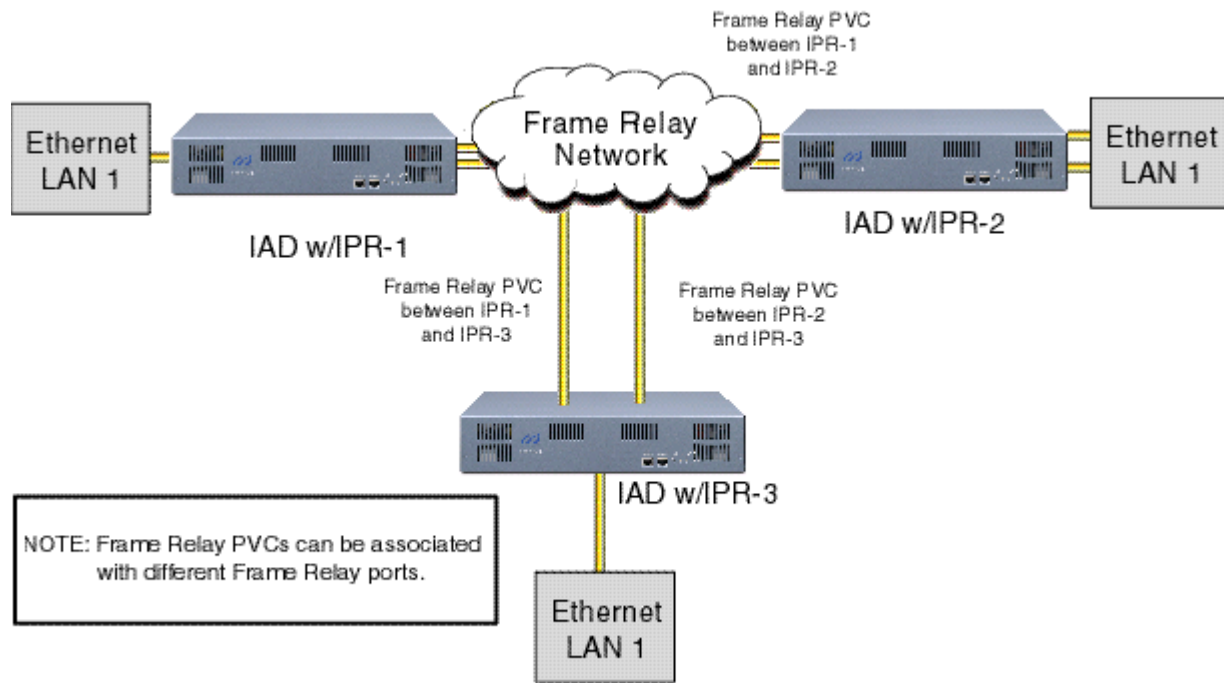 Frame Relay PVC
between IPR-1
and IPR-2
Ethernet
LAN 1
Frame Relay
Network
Ethernet
LAN 1
IAD w/IPR-1
IAD w/IPR-2
Frame Relay PVC
between IPR-1
and IPR-3
Frame Relay PVC
between IPR-2
and IPR-3
IAD w/IPR-3
NOTE: Frame Relay PVCs can be associated
with different Frame Relay ports.
Ethernet
LAN 1